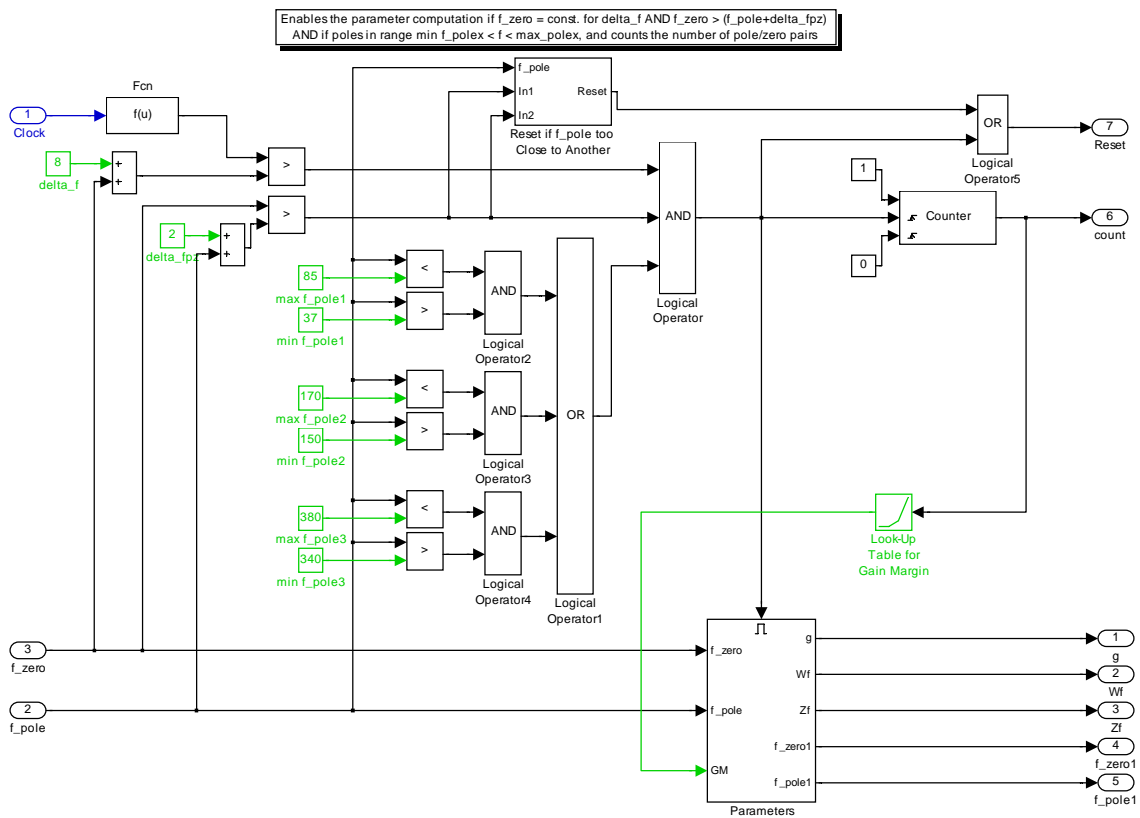 Enables the parameter computation if f_zero = const. for delta_f AND f_zero > (f_pole+delta_fpz)
AND if poles in range min f_polex < f < max_polex, and counts the number of pole/zero pairs
f_pole
In1
In2
Reset
Reset if f_pole too
Close to Another
Fcn
f(u)
1
Clock
8
delta_f
+
+
>
2
delta_fpz
+
+
>
OR
Logical
Operator5
7
Reset
AND
Logical
Operator
1
0
Counter
6
count
85
max f_pole1
37
min f_pole1
<
>
AND
Logical
Operator2
170
max f_pole2
150
min f_pole2
<
>
AND
Logical
Operator3
380
max f_pole3
340
min f_pole3
<
>
AND
Logical
Operator4
OR
Logical
Operator1
Look-Up
Table for
Gain Margin
3
f_zero
2
f_pole
f_zero
f_pole
GM
g
Wf
Zf
f_zero1
f_pole1
Parameters
1
g
2
Wf
3
Zf
4
f_zero1
5
f_pole1